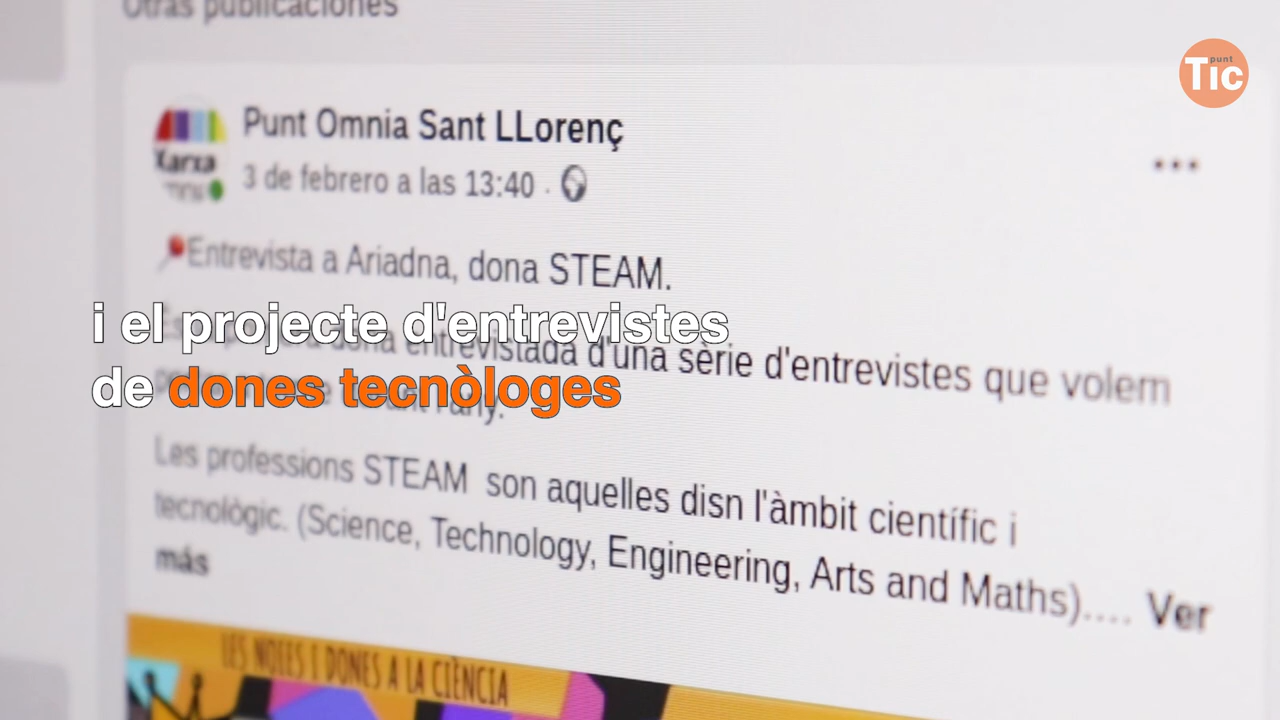 Otras publicaciones
punt
Tic
Punt Omnia Sant LLorenç
Xarxa
3 de febrero a las 13:40 ·
Entrevista a Ariadna, dona STEAM.
i el projecte d'entrevistes
entrevistada d'una sèrie d'entrevistes que volem
de dones tecnòloges
l'any.
Les professions STEAM son aquelles disn l'àmbit científic i
tecnològic. (Science, Technology, Engineering, Arts and Maths).... Ver
más
LES NOIES I DONES A LA CIÈNCIA